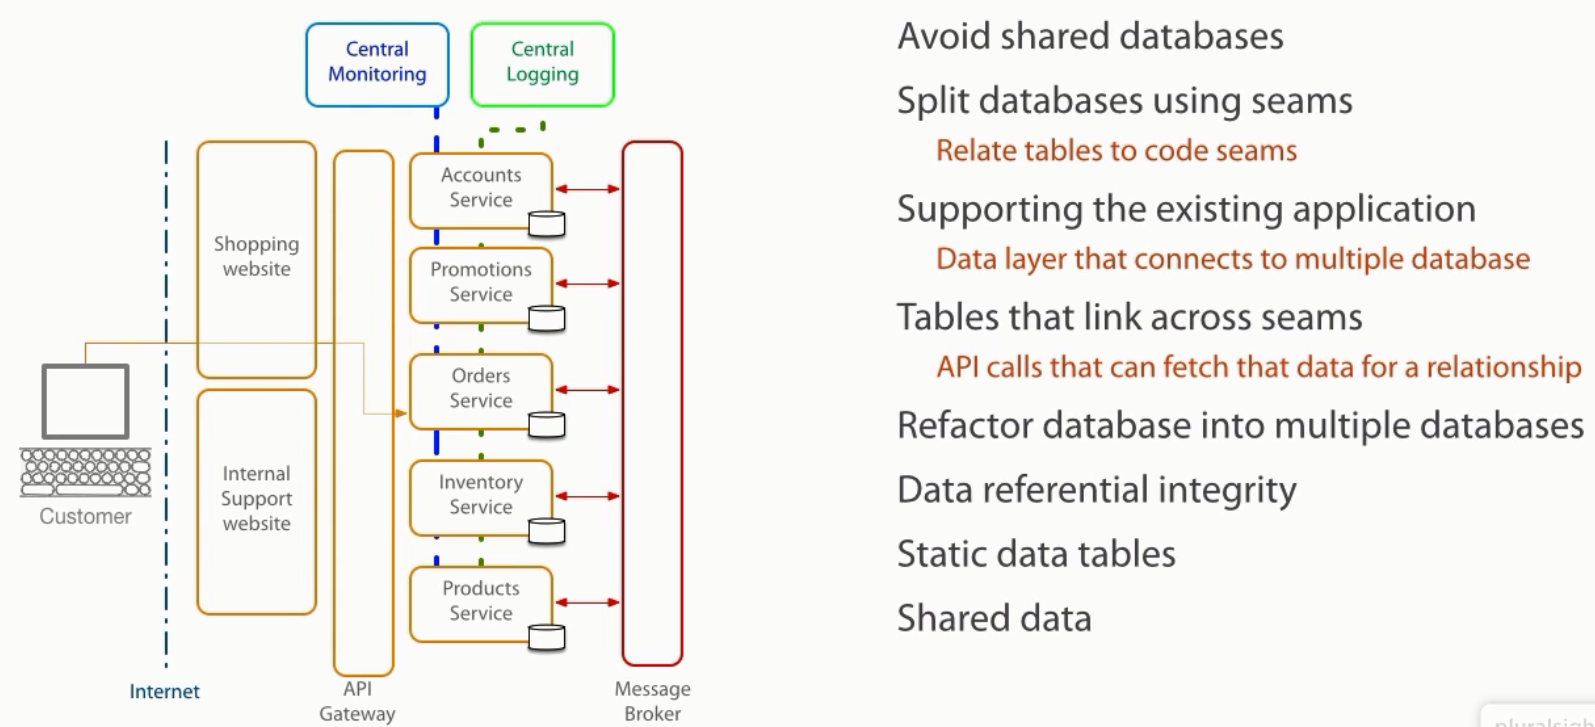 Central
Monitoring
Central
Logging
Shopping
website
Internal
Support
website
Customer
Internet
API
Gateway
Accounts
Service
Promotions
Service
Orders
Service
Inventory
Service
Products
Service
Message
Broker
Avoid shared databases
Split databases using seams
Relate tables to code seams
Supporting the existing application
Data layer that connects to multiple database
Tables that link across seams
API calls that can fetch that data for a relationship
Refactor database into multiple databases
Data referential integrity
Static data tables
Shared data